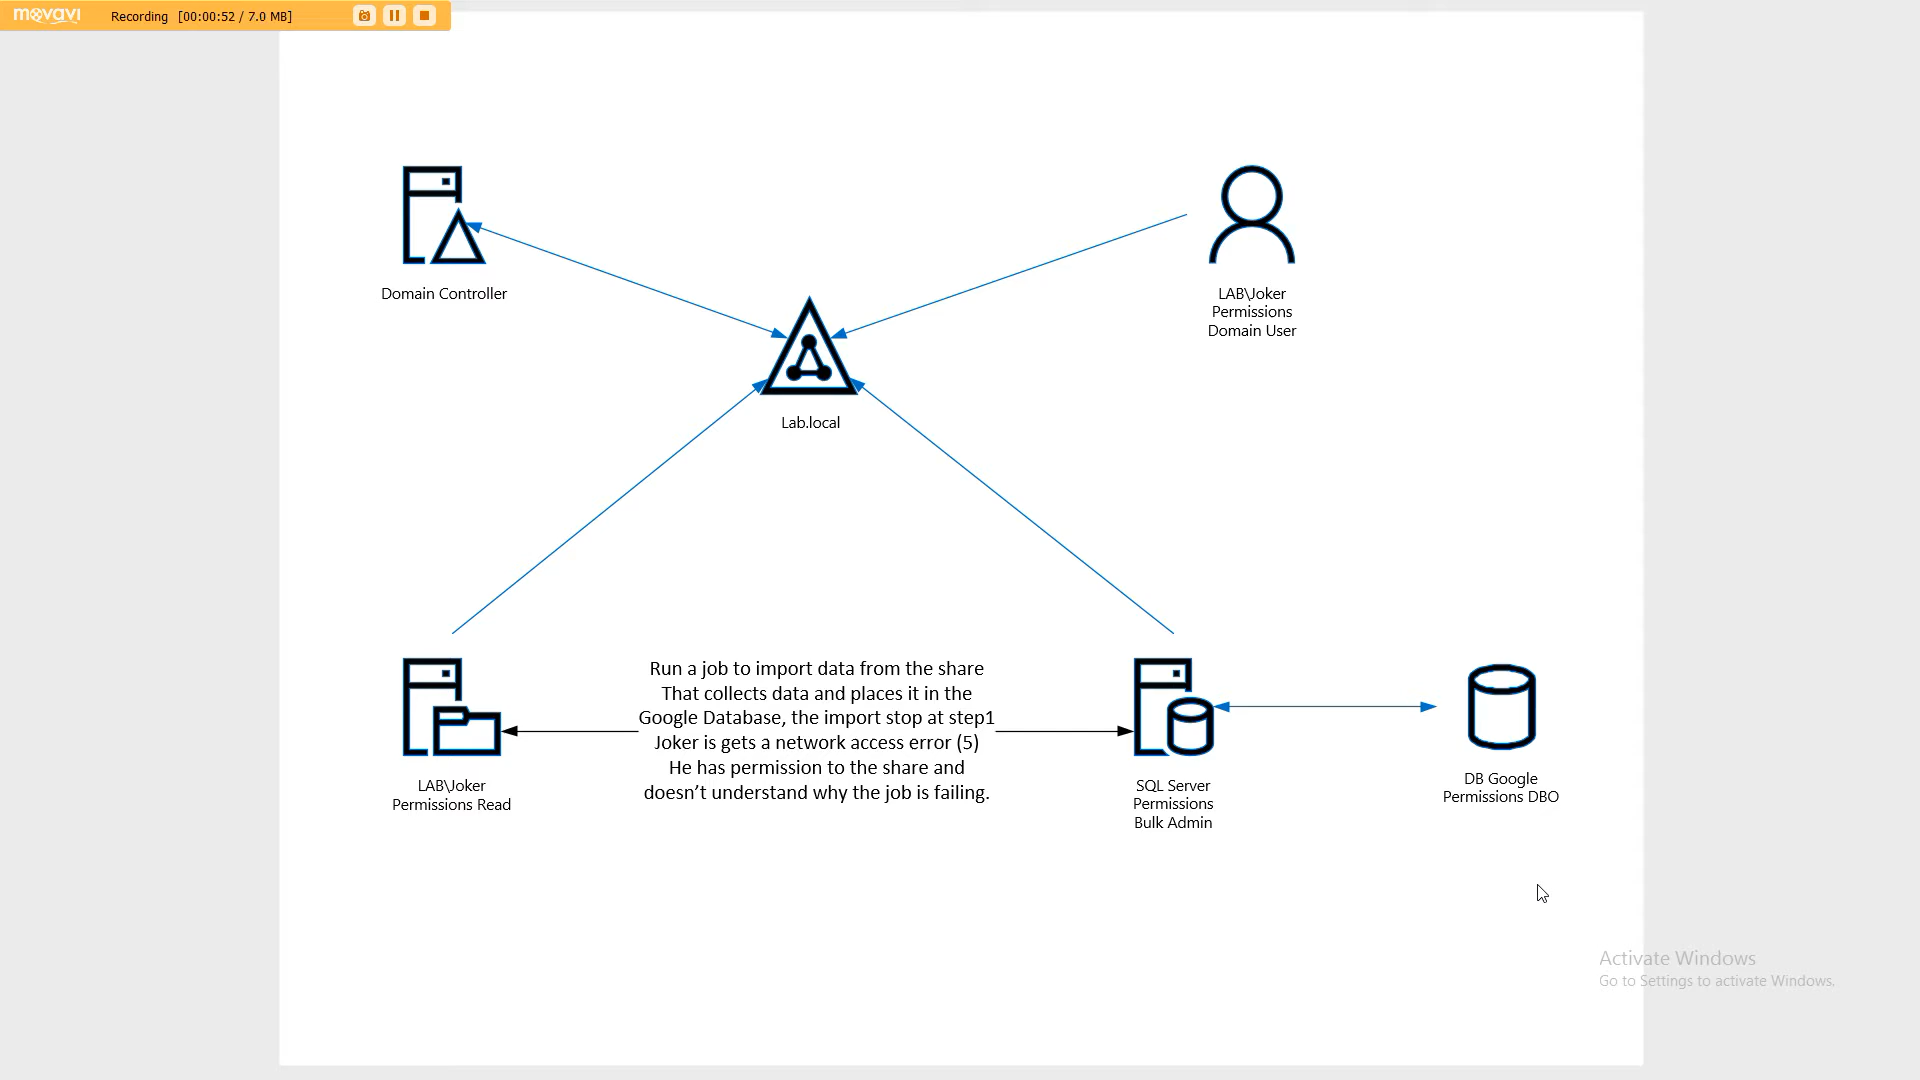 movavi
Recording [00:00:52 / 7.0 MB]
Domain Controller
LAB\Joker
Permissions
Domain User
Lab.local
Run a job to import data from the share
That collects data and places it in the
Google Database, the import stop at step1
Joker is gets a network access error (5)
He has permission to the share and
doesn't understand why the job is failing.
LAB\Joker
Permissions Read
SQL Server
Permissions
Bulk Admin
DB Google
Permissions DBO
Activate Windows
Go to Settings to activate Windows.